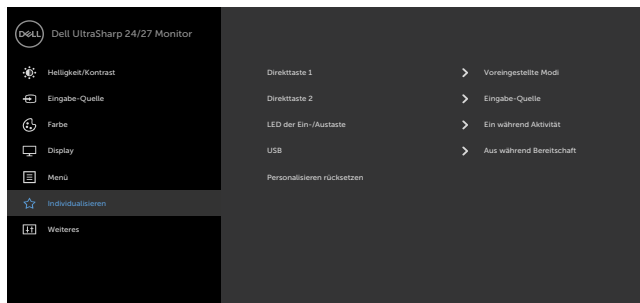 DELL
Dell UltraSharp 24/27 Monitor
Helligkeit/Kontrast
Eingabe-Quelle
Farbe
Display
Menü
Individualisieren
Weiteres
Direkttaste 1 Voreingestellte Modi
Direkttaste 2 Eingabe-Quelle
LED der Ein-/Austaste Ein während Aktivität
USB Aus während Bereitschaft
Personalisieren rücksetzen